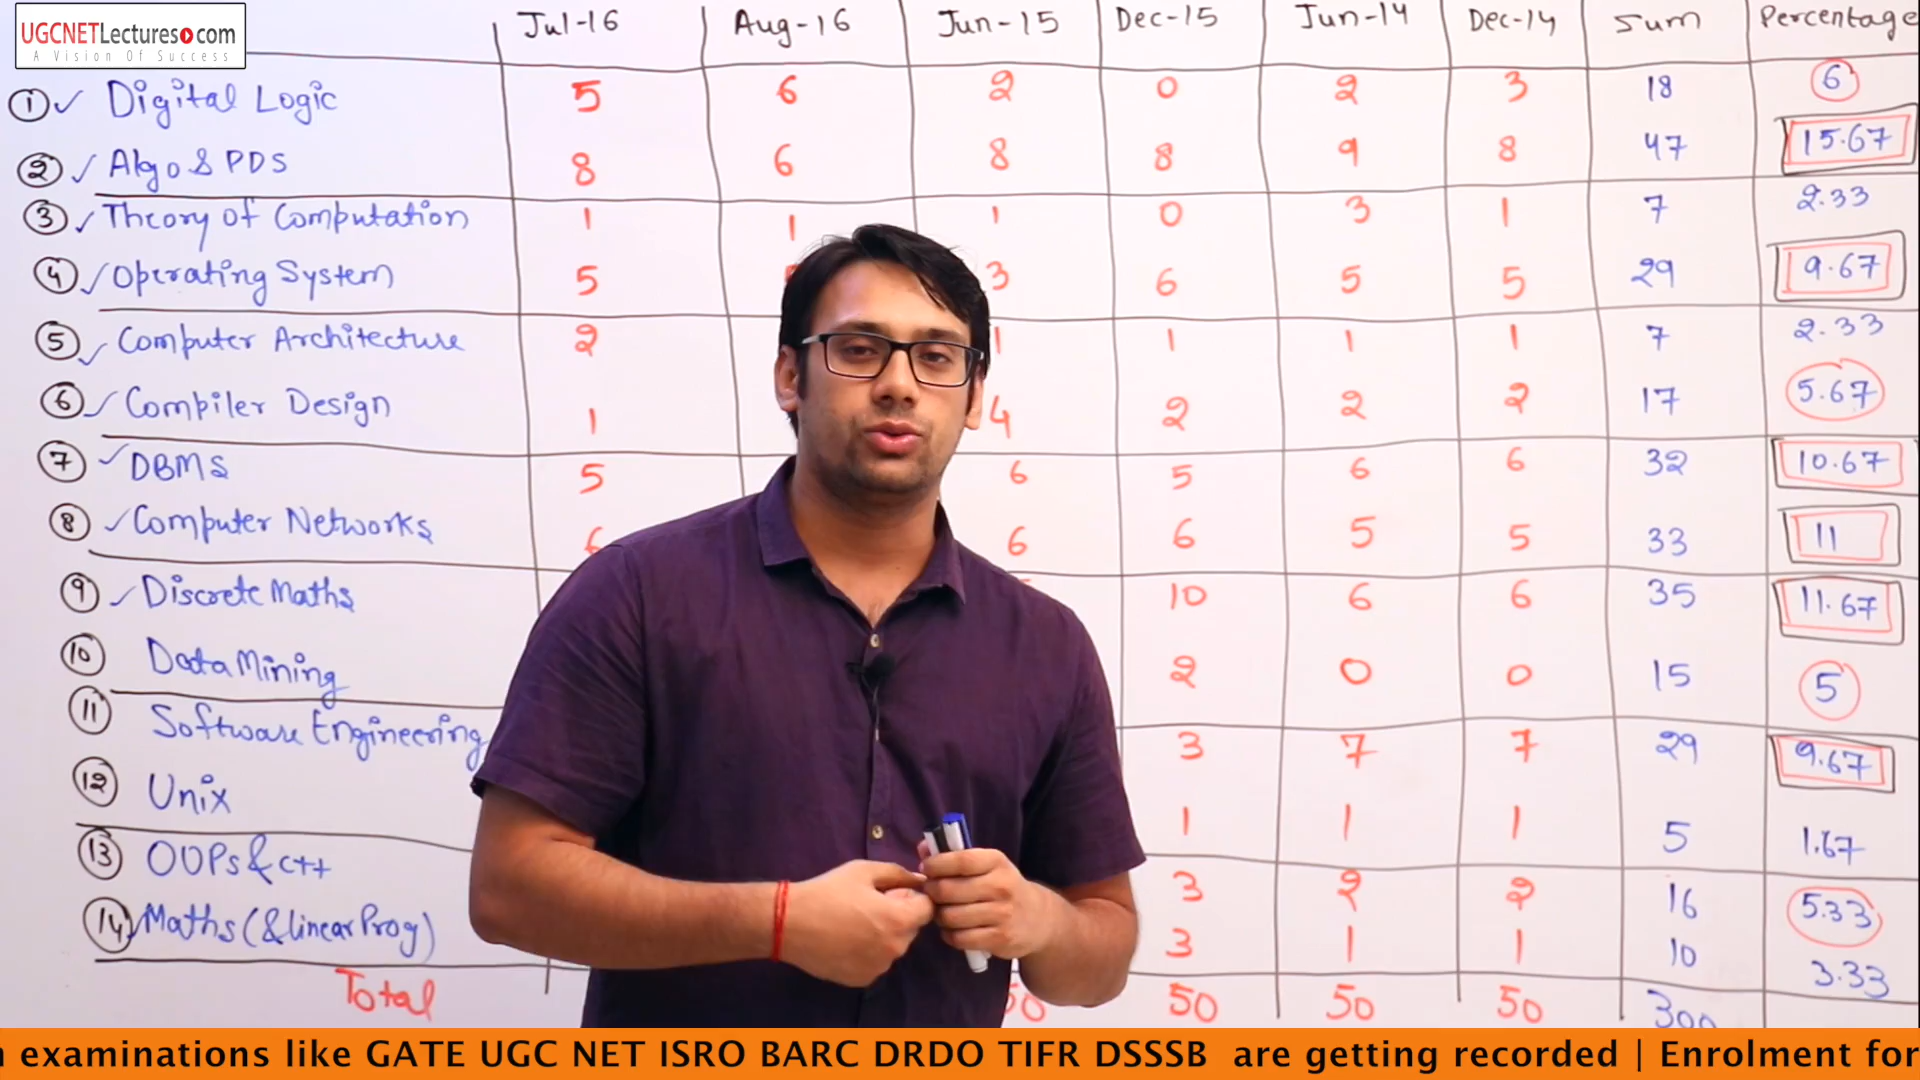 UGCNETLectures.com
A Vision Of Success
Jul-16 Aug-16 Jun-15 Dec-15 Jun-14 Dec-14 Sum Percentage
1 ✓ Digital Logic 5 6 2 0 2 3 18 6
2 ✓ Algo & PDS 8 6 8 8 9 8 47 15.67
3 ✓ Theory of Computation 1 1 1 0 3 1 7 2.33
4 ✓ Operating System 5 3 6 5 5 29 9.67
5 ✓ Computer Architecture 2 1 1 1 1 7 2.33
6 ✓ Compiler Design 1 4 2 2 2 17 5.67
7 ✓ DBMS 5 6 5 6 6 32 10.67
8 ✓ Computer Networks 6 6 6 5 5 33 11
9 ✓ Discrete Maths 10 6 6 35 11.67
10 Data Mining 2 0 0 15 5
11 Software Engineering 3 7 7 29 9.67
12 Unix 1 1 1 5 1.67
13 OOPs & C++ 3 2 2 16 5.33
14 ✓ Maths (& linear Prog) 3 1 1 10 3.33
Total 50 50 50 50 300
examinations like GATE UGC NET ISRO BARC DRDO TIFR DSSSB are getting recorded | Enrolment for